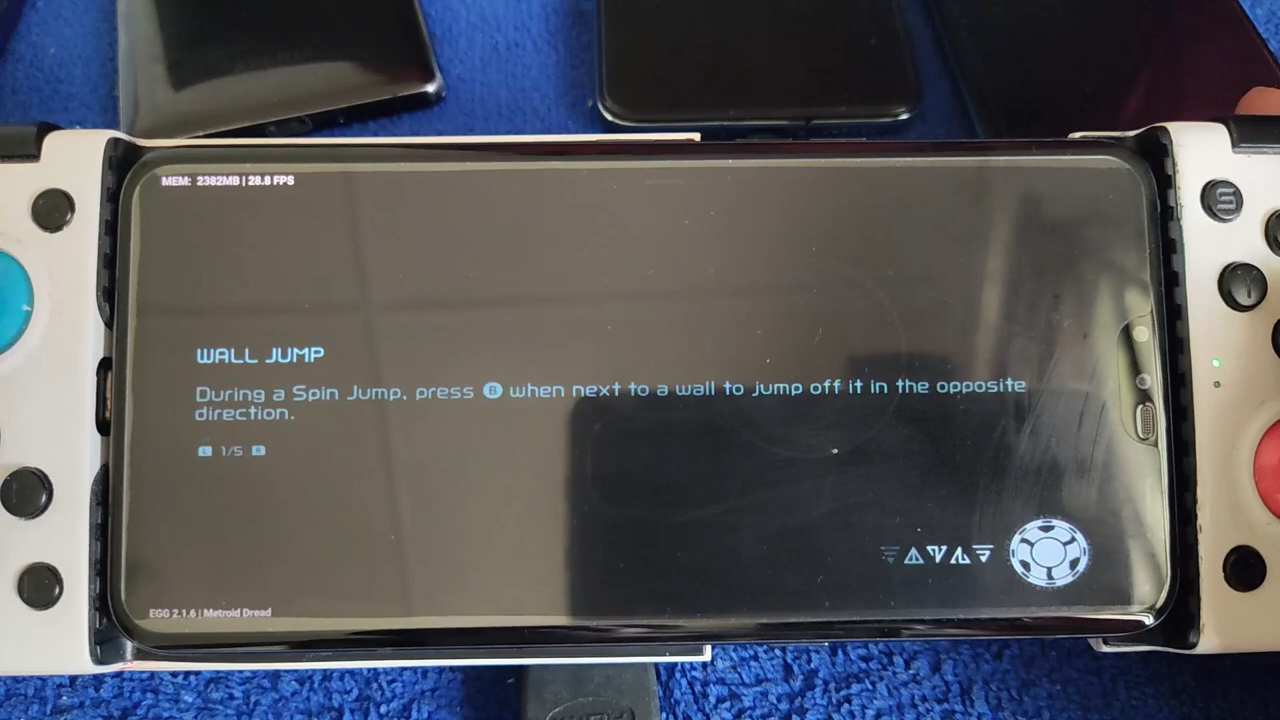 MEM: 2382MB | 28.8 FPS
S
Y
WALL JUMP
During a Spin Jump, press B when next to a wall to jump off it in the opposite
direction.
L 1/5 R
EGG 2.1.6 | Metroid Dread